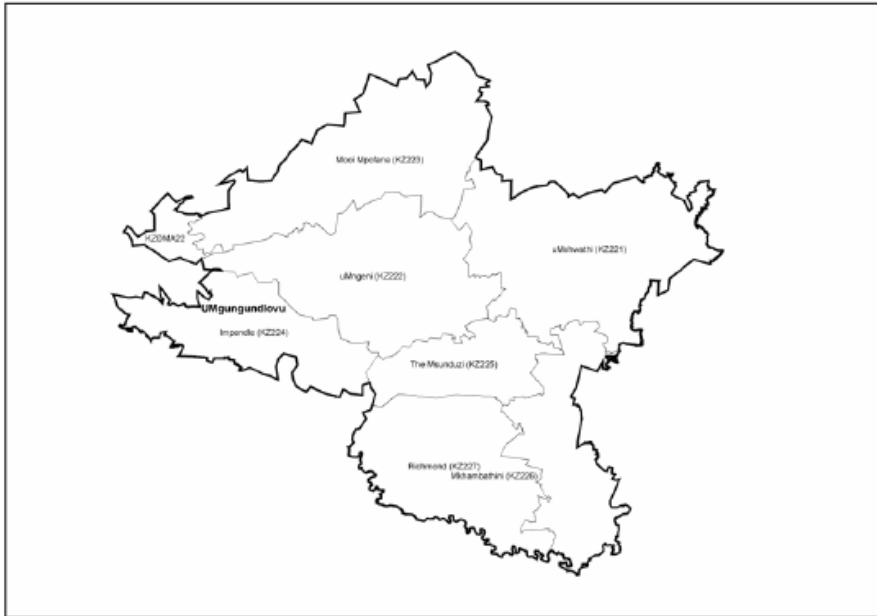 Mooi Mpofana (KZ223)
KZDMA22
uMshwathi (KZ221)
uMngeni (KZ222)
UMgungundlovu
Impendle (KZ224)
The Msunduzi (KZ225)
Richmond (KZ227)
Mkhambathini (KZ226)